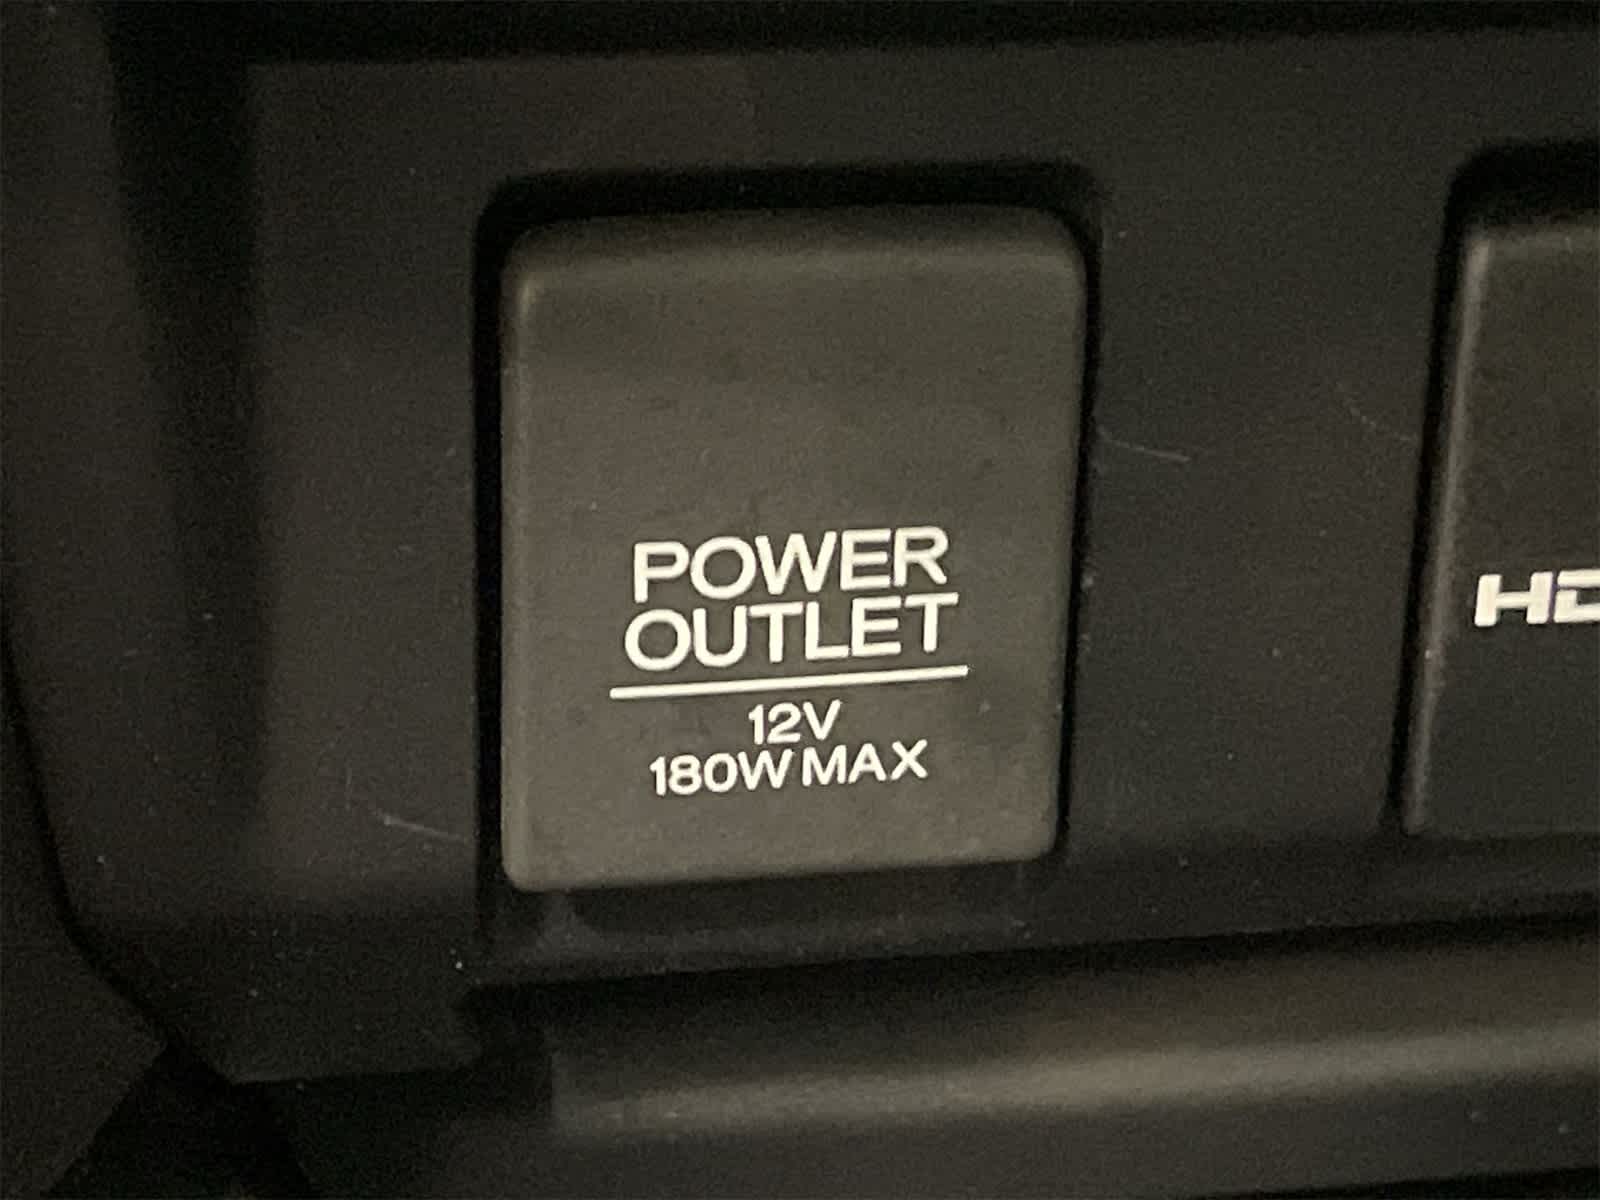 POWER
OUTLET
12V
180W MAX